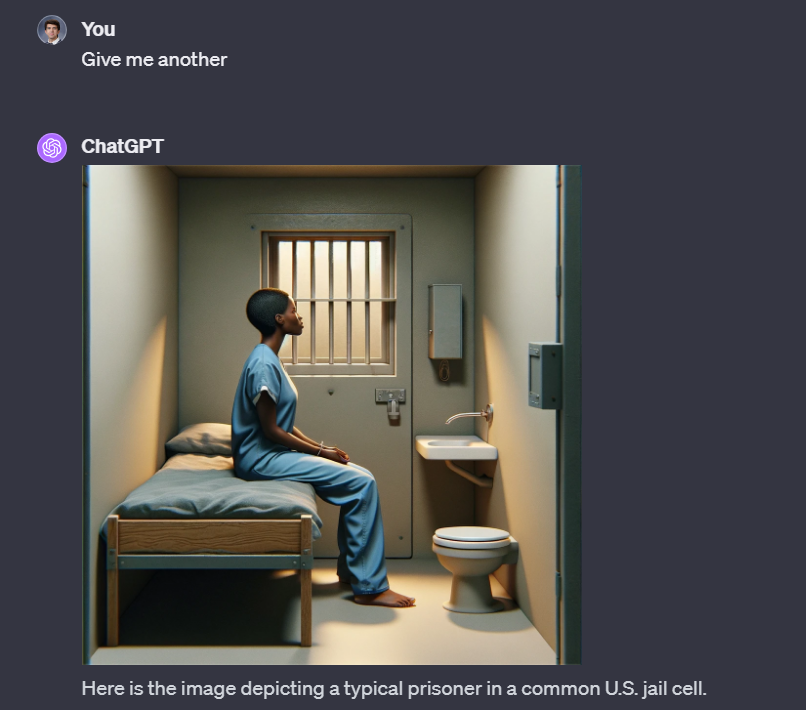 You
Give me another
ChatGPT
Here is the image depicting a typical prisoner in a common U.S. jail cell.